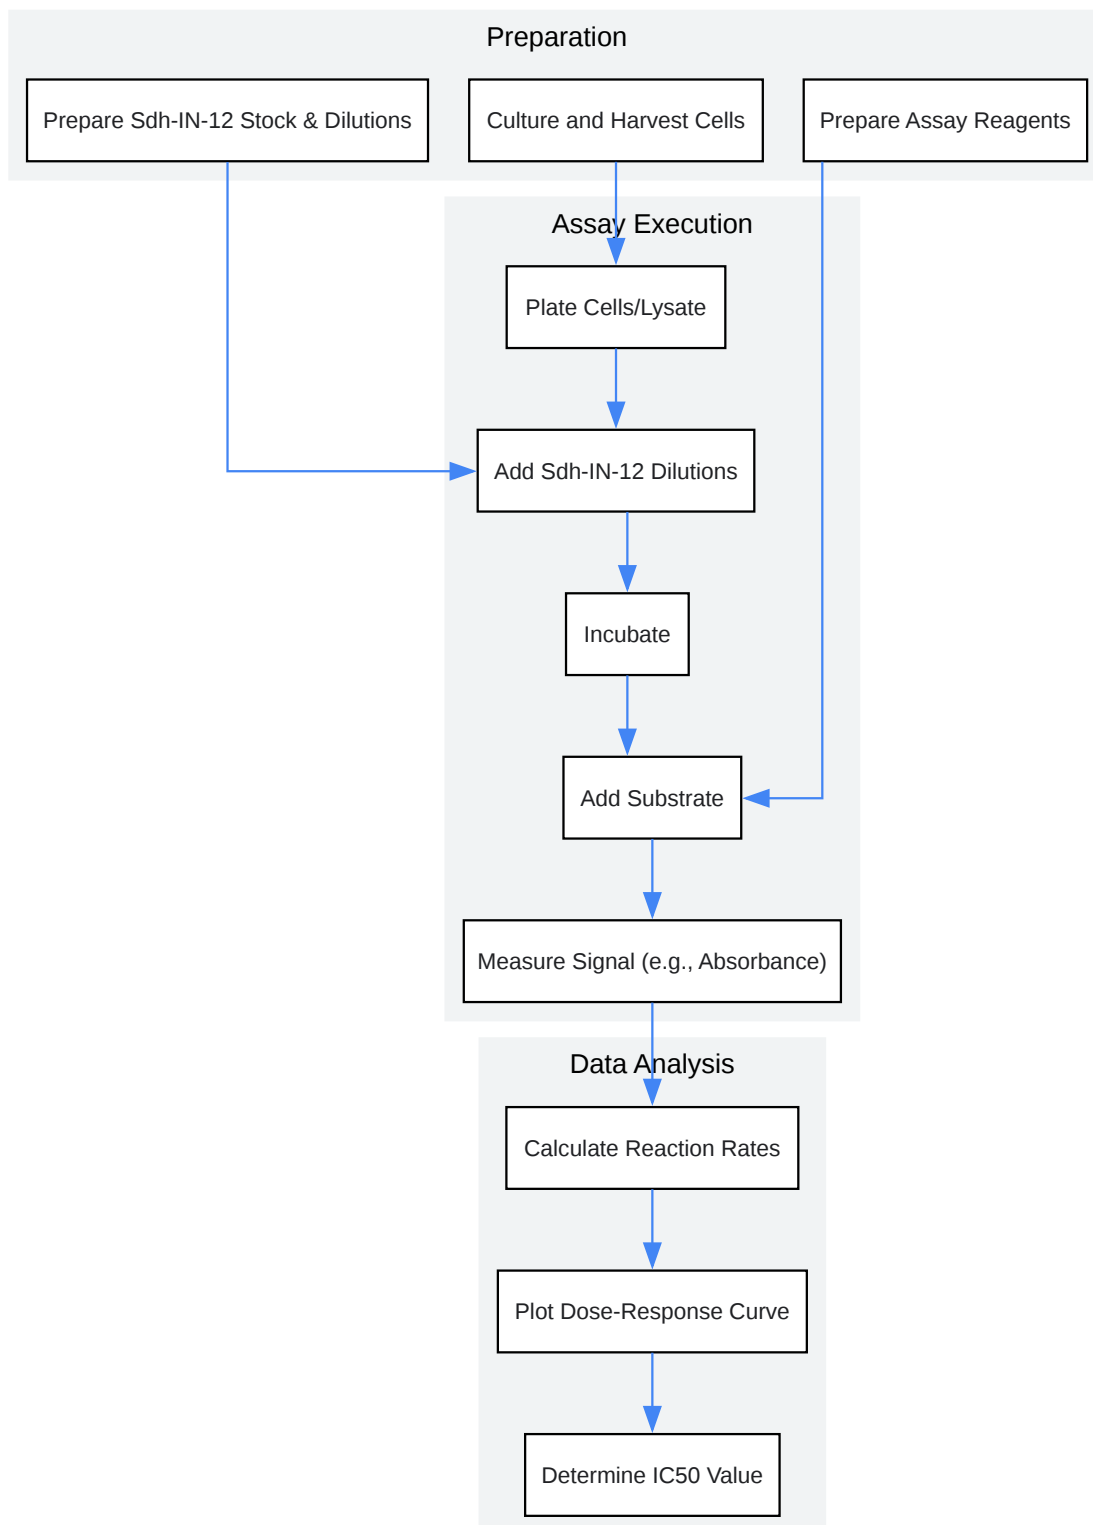 Preparation
Prepare Sdh-IN-12 Stock & Dilutions
Culture and Harvest Cells
Prepare Assay Reagents
Assay Execution
Plate Cells/Lysate
Add Sdh-IN-12 Dilutions
Incubate
Add Substrate
Measure Signal (e.g., Absorbance)
Data Analysis
Calculate Reaction Rates
Plot Dose-Response Curve
Determine IC50 Value